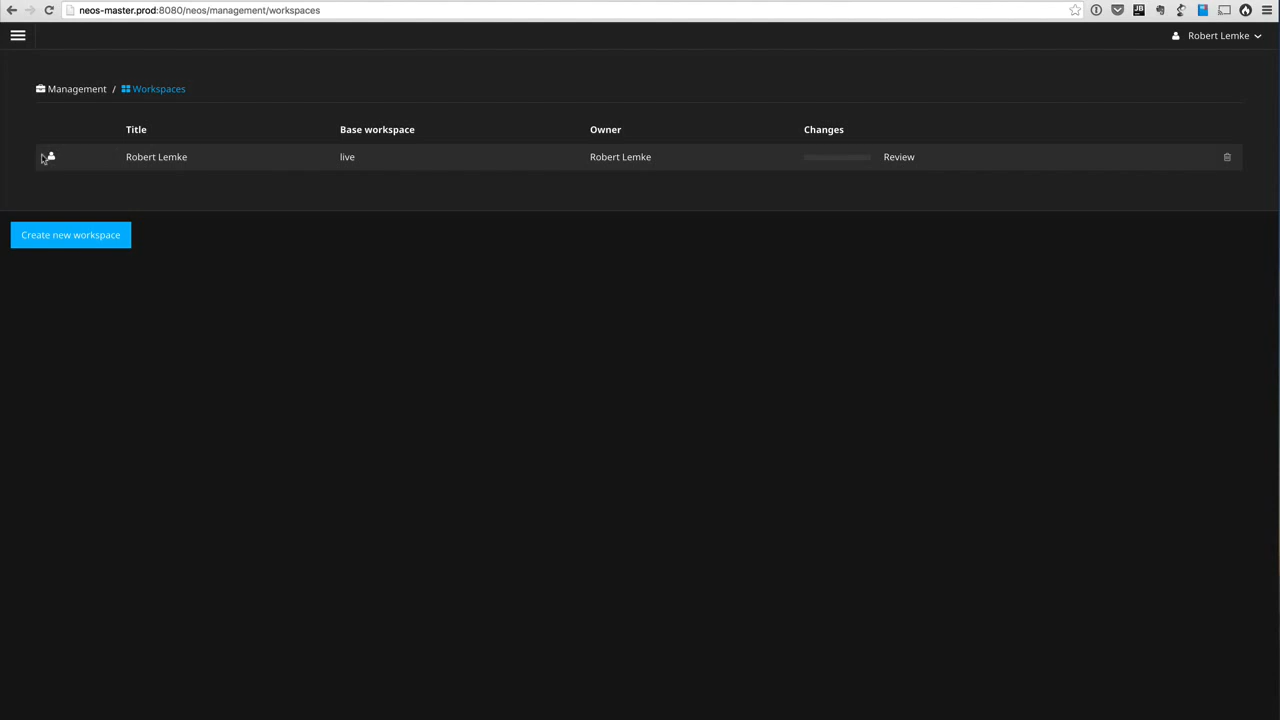 neos-master.prod:8080/neos/management/workspaces
JB
Robert Lemke
Management / Workspaces
Title Base workspace Owner Changes
Robert Lemke live Robert Lemke Review
Create new workspace